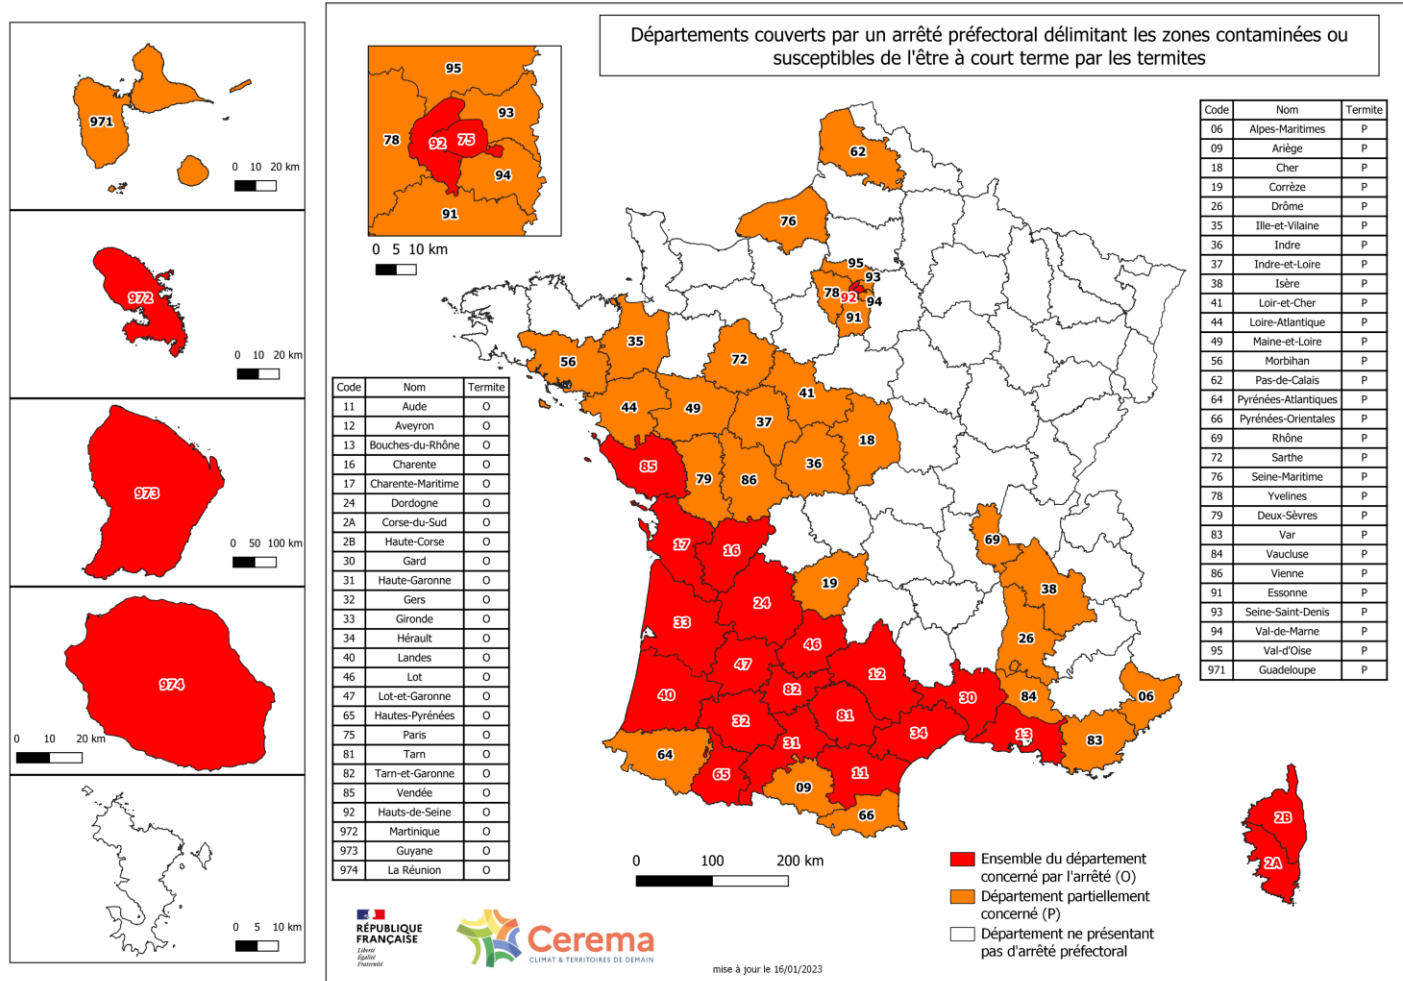 Départements couverts par un arrêté préfectoral délimitant les zones contaminées ou
susceptibles de l'être à court terme par les termites
971
0 10 20 km
972
0 10 20 km
973
0 50 100 km
974
0 10 20 km
0 5 10 km
95
93
78
92
75
94
91
0 5 10 km
62
76
95
93
78
92
94
91
35
56
72
41
44
49
37
18
36
85
79
86
17
16
69
19
38
24
33
46
26
47
12
82
40
30
84
06
32
81
34
13
83
31
64
65
11
09
66
2B
2A
0 100 200 km
Code Nom Termite
11 Aude O
12 Aveyron O
13 Bouches-du-Rhône O
16 Charente O
17 Charente-Maritime O
24 Dordogne O
2A Corse-du-Sud O
2B Haute-Corse O
30 Gard O
31 Haute-Garonne O
32 Gers O
33 Gironde O
34 Hérault O
40 Landes O
46 Lot O
47 Lot-et-Garonne O
65 Hautes-Pyrénées O
75 Paris O
81 Tarn O
82 Tarn-et-Garonne O
85 Vendée O
92 Hauts-de-Seine O
972 Martinique O
973 Guyane O
974 La Réunion O
Code Nom Termite
06 Alpes-Maritimes P
09 Ariège P
18 Cher P
19 Corrèze P
26 Drôme P
35 Ille-et-Vilaine P
36 Indre P
37 Indre-et-Loire P
38 Isère P
41 Loir-et-Cher P
44 Loire-Atlantique P
49 Maine-et-Loire P
56 Morbihan P
62 Pas-de-Calais P
64 Pyrénées-Atlantiques P
66 Pyrénées-Orientales P
69 Rhône P
72 Sarthe P
76 Seine-Maritime P
78 Yvelines P
79 Deux-Sèvres P
83 Var P
84 Vaucluse P
86 Vienne P
91 Essonne P
93 Seine-Saint-Denis P
94 Val-de-Marne P
95 Val-d'Oise P
971 Guadeloupe P
Ensemble du département
concerné par l'arrêté (O)
Département partiellement
concerné (P)
Département ne présentant
pas d'arrêté préfectoral
RÉPUBLIQUE
FRANÇAISE
Liberté
Égalité
Fraternité
Cerema
CLIMAT & TERRITOIRES DE DEMAIN
mise à jour le 16/01/2023